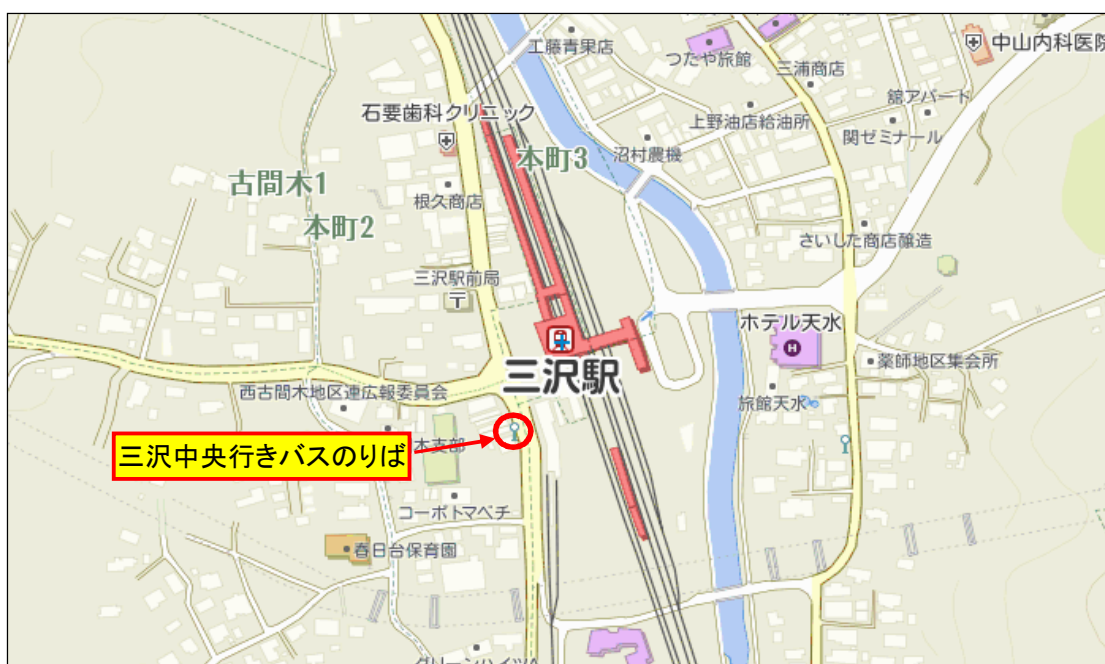 工藤青果店
つたや旅館
中山内科医院
三浦商店
舘アパート
石要歯科クリニック
上野油店給油所
関ゼミナール
本町3
沼村農機
古間木1
根久商店
本町2
さいした商店醸造
三沢駅前局
ホテル天水
H
三沢駅
薬師地区集会所
西古間木地区連広報委員会
旅館天水
三沢中央行きバスのりば
木支部
コーポトマベチ
春日台保育園